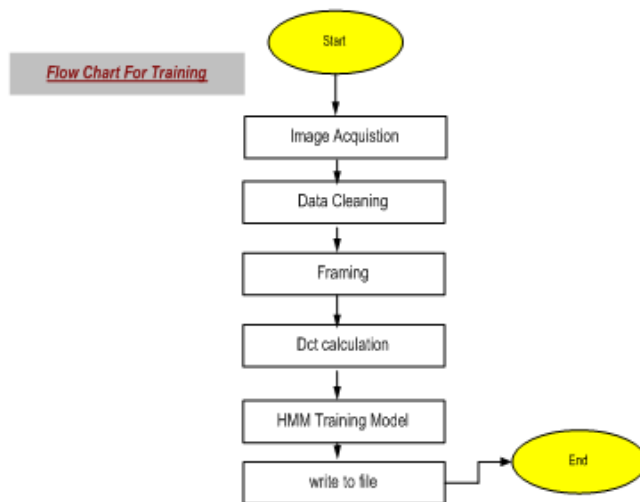 Start
Flow Chart For Training
Image Acquistion
Data Cleaning
Framing
Dct calculation
HMM Training Model
write to file
End